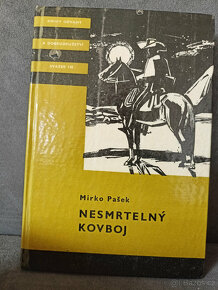 KNIHY ODVAHY
A DOBRODRUŽSTVÍ
SVAZEK
Mirko Pašek
NESMRTELNÝ
KOVBOJ